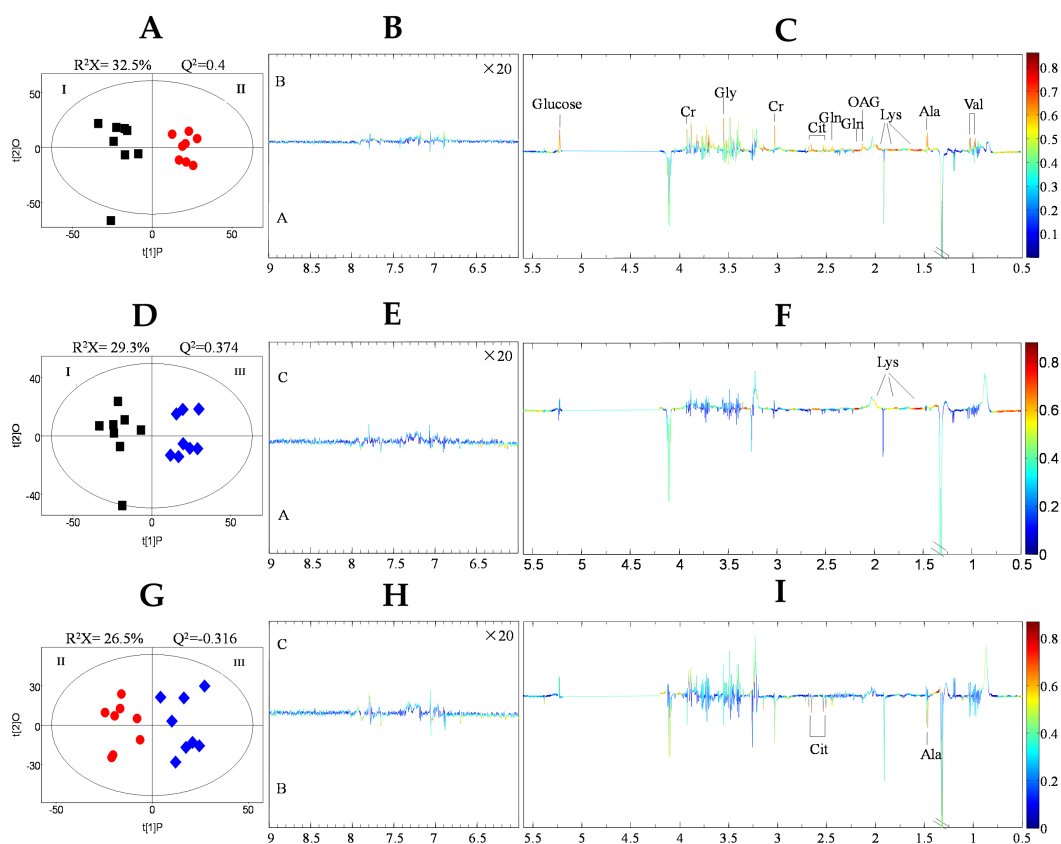 A
B
C
R²X= 32.5%
Q²=0.4
I
II
50
0
-50
-50
0
50
t[2]O
t[1]P
B
×20
A
9
8.5
8
7.5
7
6.5
Glucose
Cr
Gly
Cr
Cit
Gln
Gln
OAG
Lys
Ala
Val
5.5
5
4.5
4
3.5
3
2.5
2
1.5
1
0.5
0.8
0.7
0.6
0.5
0.4
0.3
0.2
0.1
D
E
F
R²X= 29.3%
Q²=0.374
I
III
40
0
-40
-50
0
50
t[2]O
t[1]P
C
×20
A
9
8.5
8
7.5
7
6.5
Lys
5.5
5
4.5
4
3.5
3
2.5
2
1.5
1
0.5
0.8
0.6
0.4
0.2
0
G
H
I
R²X= 26.5%
Q²=-0.316
II
III
30
0
-30
-50
0
50
t[2]O
t[1]P
C
×20
B
9
8.5
8
7.5
7
6.5
Cit
Ala
5.5
5
4.5
4
3.5
3
2.5
2
1.5
1
0.5
0.8
0.6
0.4
0.2
0